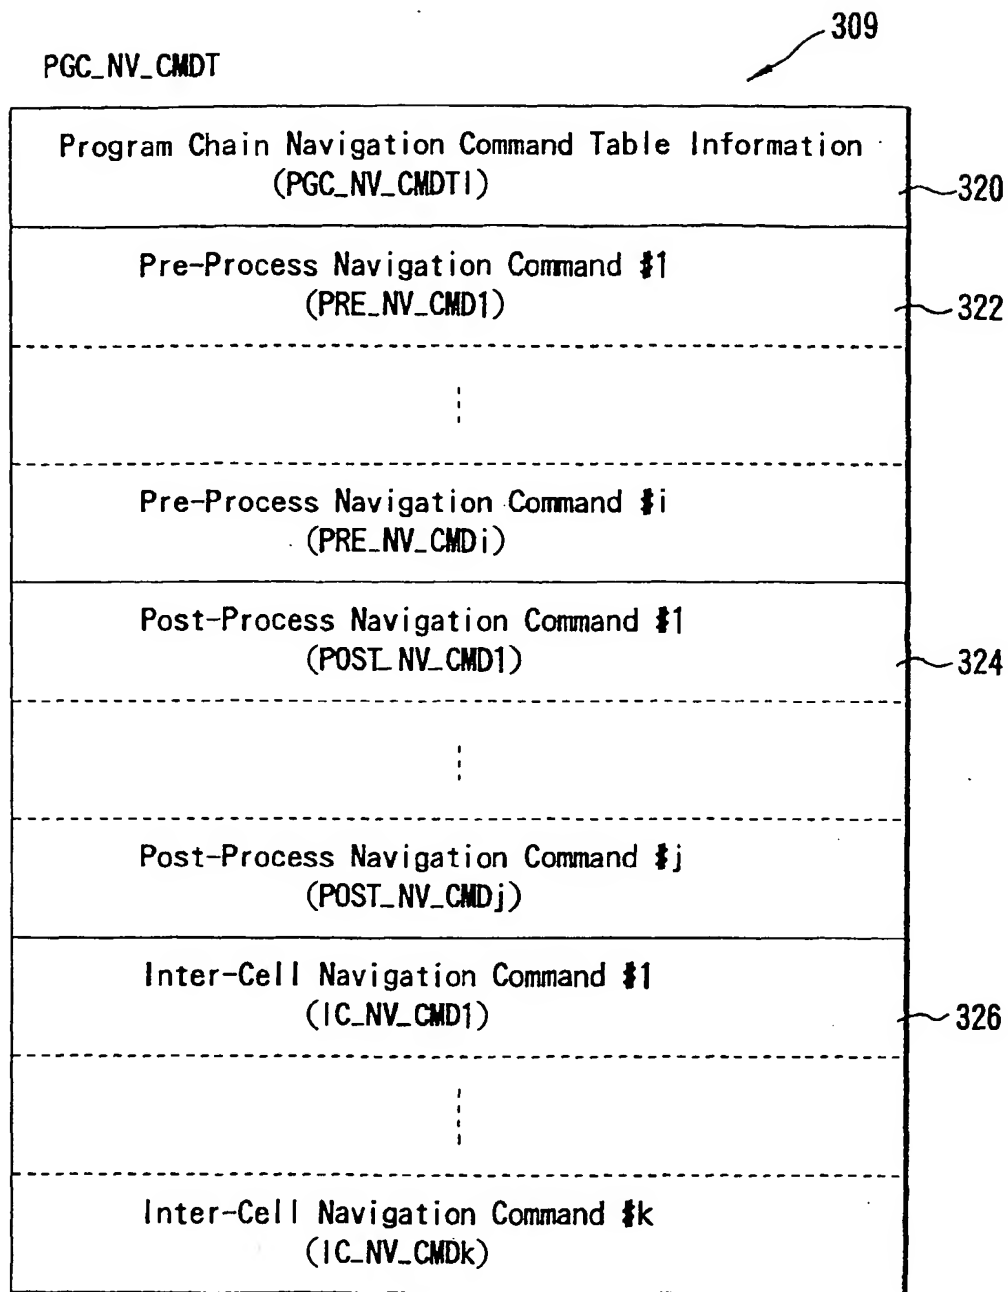 309
PGC_NV_CMDT
Program Chain Navigation Command Table Information
(PGC_NV_CMDTI)
320
Pre-Process Navigation Command #1
(PRE_NV_CMD1)
322
Pre-Process Navigation Command #i
(PRE_NV_CMDi)
Post-Process Navigation Command #1
(POST_NV_CMD1)
324
Post-Process Navigation Command #j
(POST_NV_CMDj)
Inter-Cell Navigation Command #1
(IC_NV_CMD1)
326
Inter-Cell Navigation Command #k
(IC_NV_CMDk)